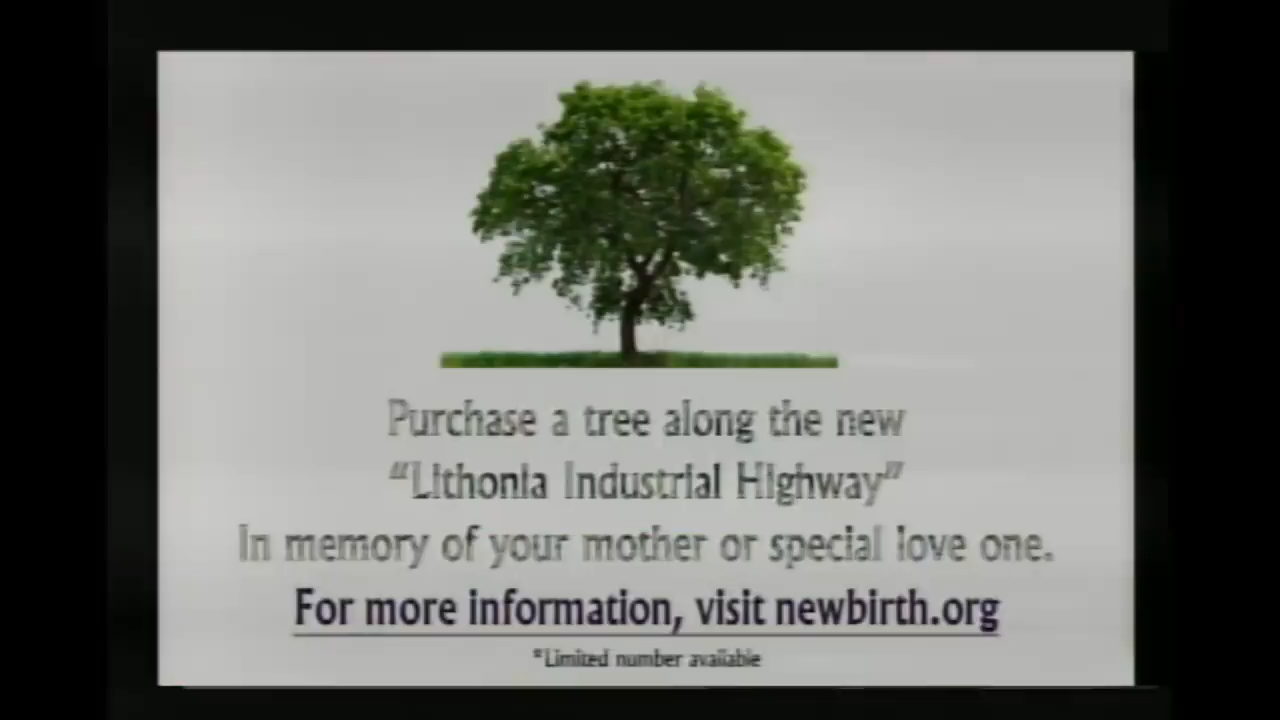 Purchase a tree along the new
“Lithonia Industrial Highway”
In memory of your mother or special love one.
For more information, visit newbirth.org
*Limited number available